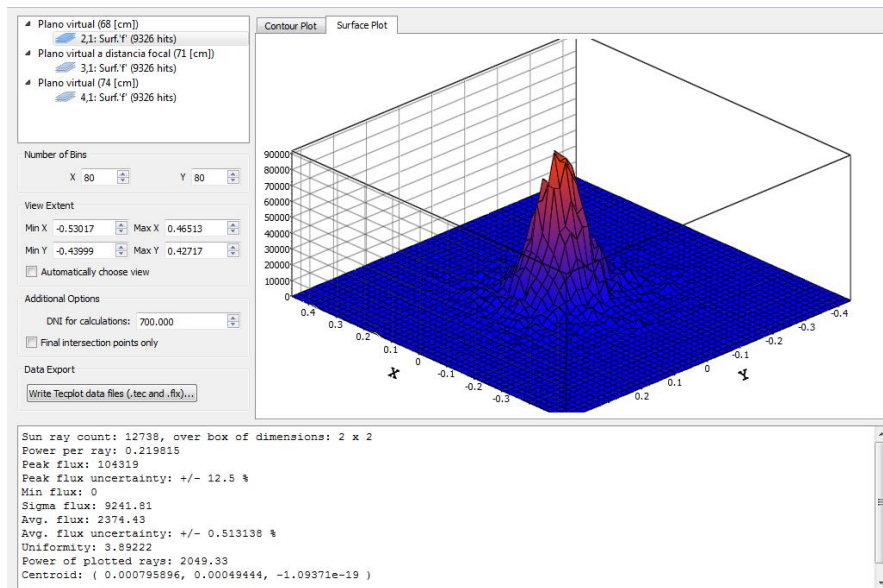 Plano virtual (68 [cm])
2,1: Surf.'f' (9326 hits)
Plano virtual a distancia focal (71 [cm])
3,1: Surf.'f' (9326 hits)
Plano virtual (74 [cm])
4,1: Surf.'f' (9326 hits)
Number of Bins
X 80 Y 80
View Extent
Min X -0.53017 Max X 0.46513
Min Y -0.43999 Max Y 0.42717
Automatically choose view
Additional Options
DNI for calculations: 700.000
Final intersection points only
Data Export
Write Tecplot data files (.tec and .flx)...
Contour Plot Surface Plot
90000
80000
70000
60000
50000
40000
30000
20000
10000
0
0.4
0.3
0.2
0.1
0
-0.1
-0.2
-0.3
X
-0.4
-0.3
-0.2
-0.1
0
0.1
0.2
Y
Sun ray count: 12738, over box of dimensions: 2 x 2
Power per ray: 0.219815
Peak flux: 104319
Peak flux uncertainty: +/- 12.5 %
Min flux: 0
Sigma flux: 9241.81
Avg. flux: 2374.43
Avg. flux uncertainty: +/- 0.513138 %
Uniformity: 3.89222
Power of plotted rays: 2049.33
Centroid: ( 0.000795896, 0.00049444, -1.09371e-19 )